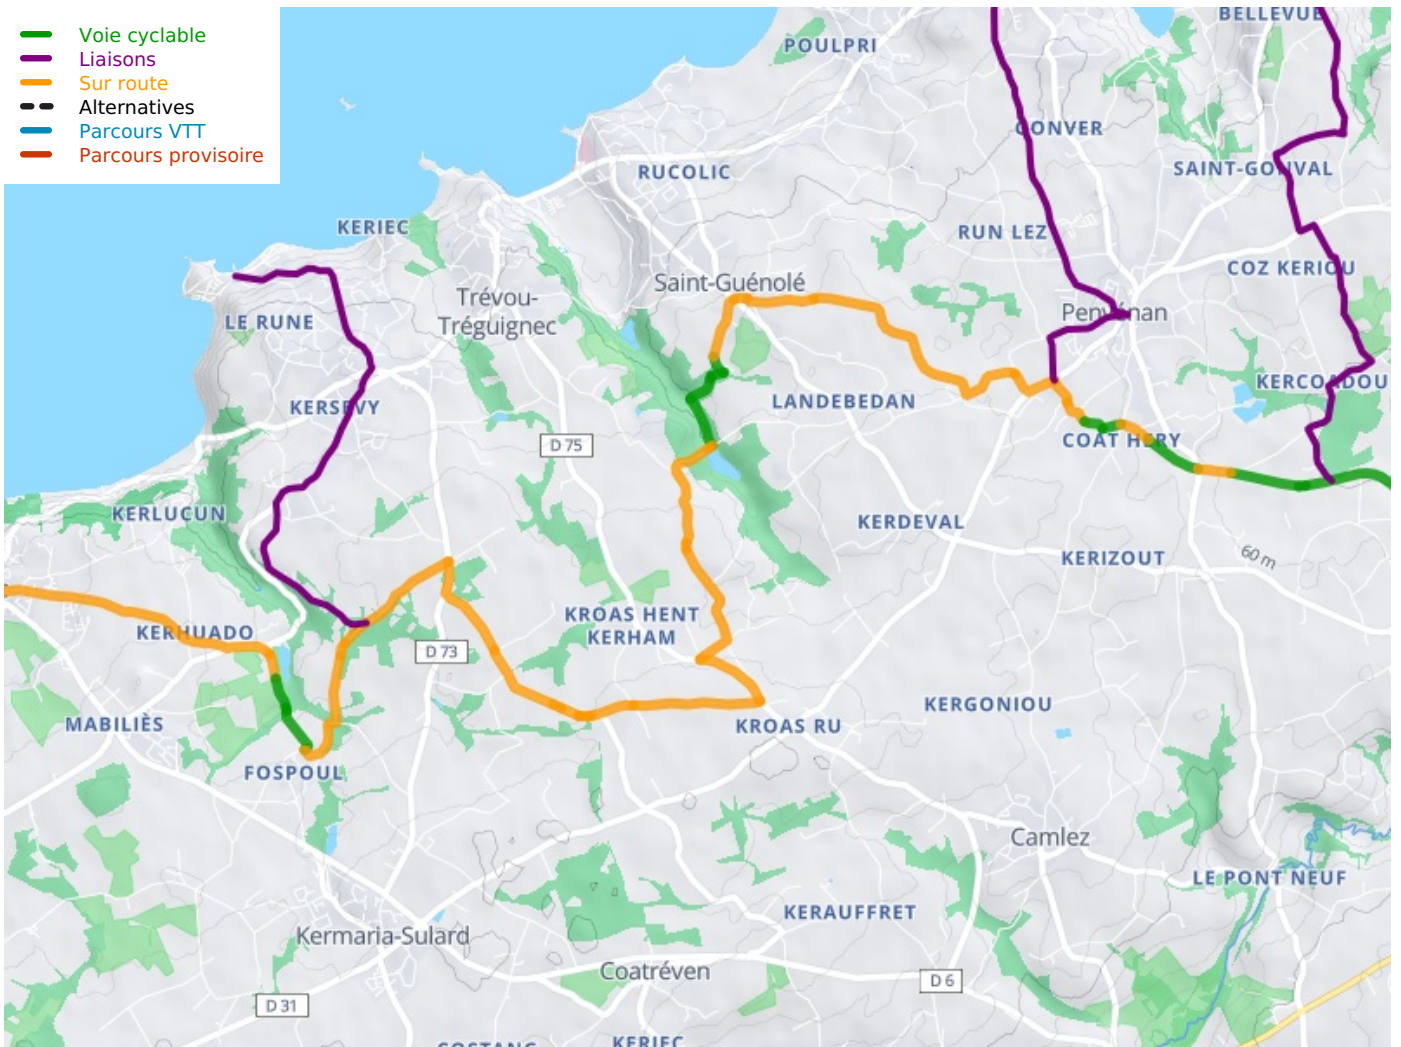 Voie cyclable
Liaisons
Sur route
Alternatives
Parcours VTT
Parcours provisoire
BELLEVUE
POULPRI
CONVER
RUCOLIC
SAINT-GONVAL
KERIEC
RUN LEZ
COZ KERIOU
Saint-Guénolé
Trévou-
Tréguignec
LE RUNE
Penvénan
KERCOADOU
KERSEVY
LANDEBEDAN
D 75
COAT HERY
KERLUCUN
KERDEVAL
KERIZOUT
60 m
KROAS HENT
KERHAM
KERHUADO
D 73
KERGONIOU
MABILIÈS
KROAS RU
FOSPOUL
Camlez
LE PONT NEUF
KERAUFFRET
Kermaria-Sulard
Coatréven
D 6
D 31
KERIEC